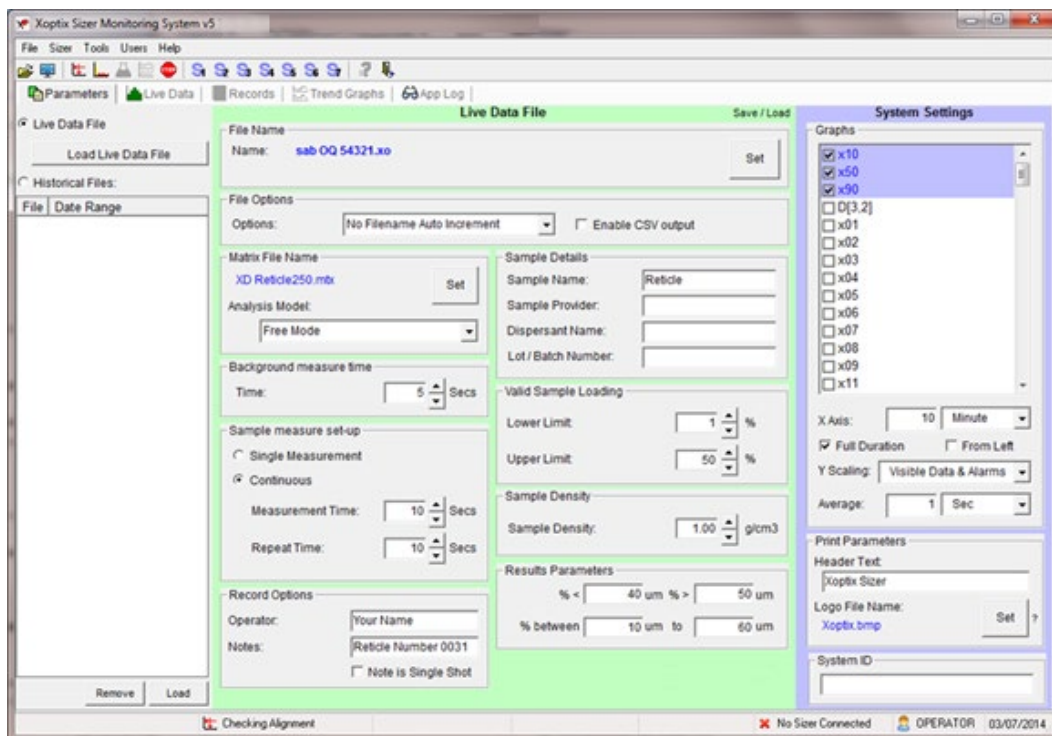 Xoptix Sizer Monitoring System v5
File Sizer Tools Users Help
Parameters Live Data Records Trend Graphs App Log
Live Data File
Load Live Data File
Historical Files:
File Date Range
Remove Load
Live Data File Save / Load
File Name
Name: sab OQ 54321.xo Set
File Options
Options: No Filename Auto Increment Enable CSV output
Matrix File Name
XD Reticle250.mtx Set
Analysis Model:
Free Mode
Background measure time
Time: 5 Secs
Sample measure set-up
Single Measurement
Continuous
Measurement Time: 10 Secs
Repeat Time: 10 Secs
Record Options
Operator: Your Name
Notes: Reticle Number 0031
Note is Single Shot
Sample Details
Sample Name: Reticle
Sample Provider:
Dispersant Name:
Lot / Batch Number:
Valid Sample Loading
Lower Limit: 1 %
Upper Limit: 50 %
Sample Density
Sample Density: 1.00 g/cm3
Results Parameters
% < 40 um % > 50 um
% between 10 um to 60 um
System Settings
Graphs
x10
x50
x90
D[3,2]
x01
x02
x03
x04
x05
x06
x07
x08
x09
x11
X Axis: 10 Minute
Full Duration From Left
Y Scaling: Visible Data & Alarms
Average: 1 Sec
Print Parameters
Header Text:
Xoptix Sizer
Logo File Name:
Xoptix.bmp Set ?
System ID
Checking Alignment No Sizer Connected OPERATOR 03/07/2014